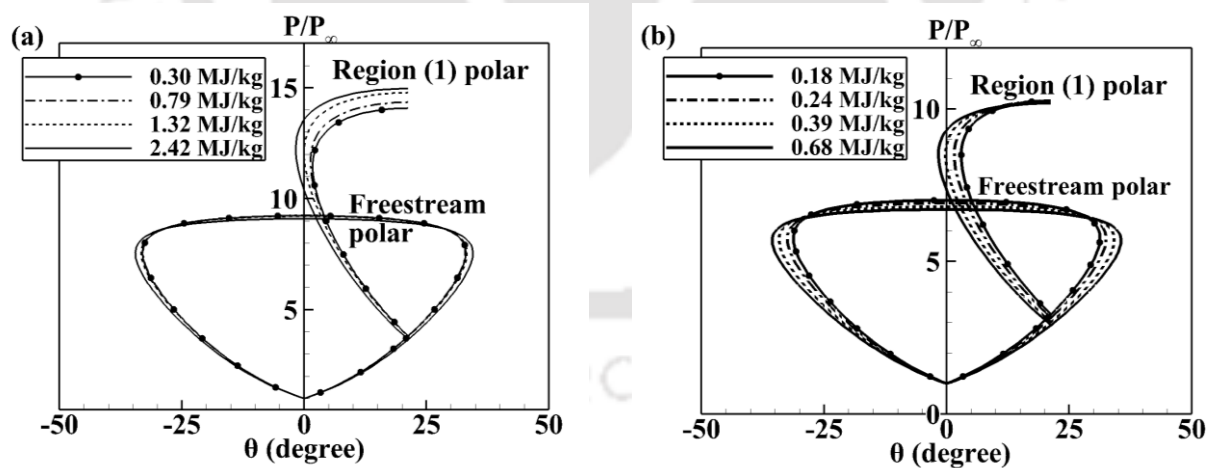 (a)
P/P∞
0.30 MJ/kg
0.79 MJ/kg
1.32 MJ/kg
2.42 MJ/kg
Region (1) polar
Freestream
polar
15
10
5
-50
-25
0
25
50
θ (degree)
(b)
P/P∞
0.18 MJ/kg
0.24 MJ/kg
0.39 MJ/kg
0.68 MJ/kg
Region (1) polar
Freestream polar
10
5
0
-50
-25
0
25
50
θ (degree)